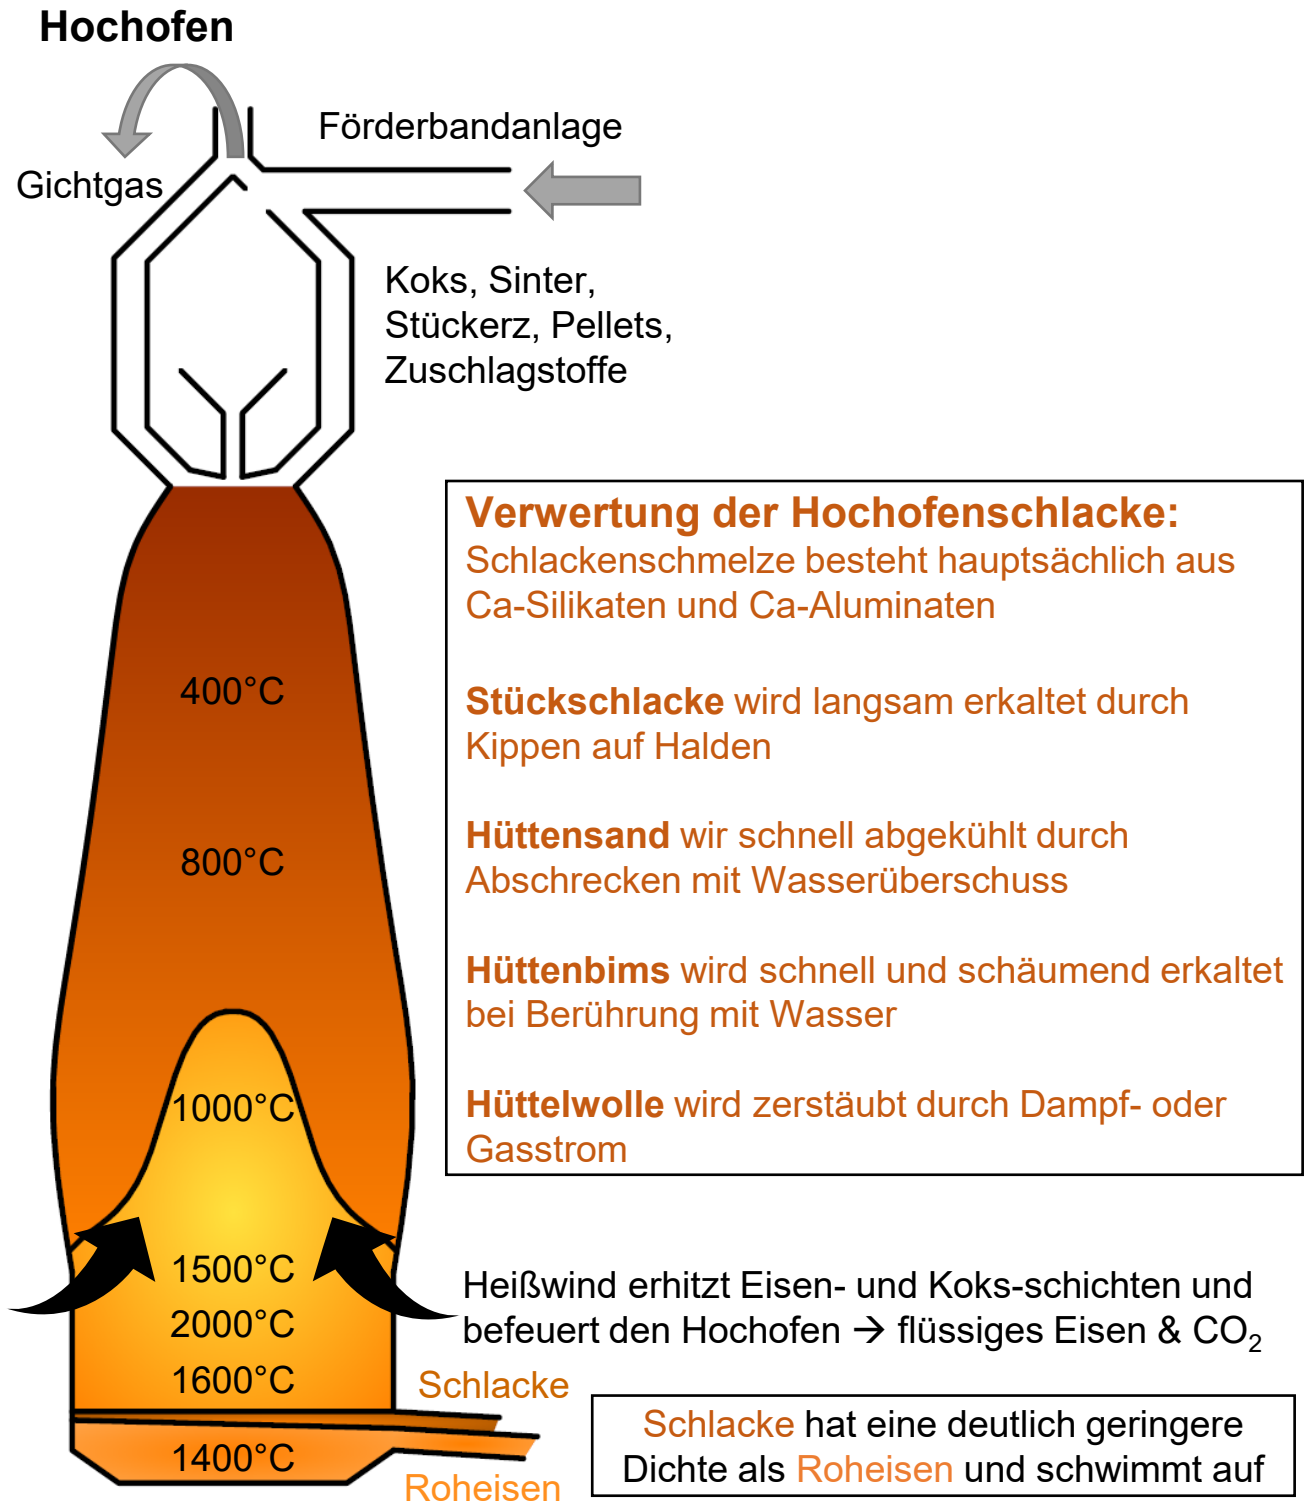 Hochofen
Förderbandanlage
Gichtgas
Koks, Sinter,
Stückerz, Pellets,
Zuschlagstoffe
Verwertung der Hochofenschlacke:
Schlackenschmelze besteht hauptsächlich aus
Ca-Silikaten und Ca-Aluminaten
Stückschlacke wird langsam erkaltet durch
Kippen auf Halden
Hüttensand wir schnell abgekühlt durch
Abschrecken mit Wasserüberschuss
Hüttenbims wird schnell und schäumend erkaltet
bei Berührung mit Wasser
Hüttelwolle wird zerstäubt durch Dampf- oder
Gasstrom
400°C
800°C
1000°C
1500°C
2000°C
1600°C
1400°C
Heißwind erhitzt Eisen- und Koks-schichten und
befeuert den Hochofen → flüssiges Eisen & CO₂
Schlacke
Roheisen
Schlacke hat eine deutlich geringere
Dichte als Roheisen und schwimmt auf